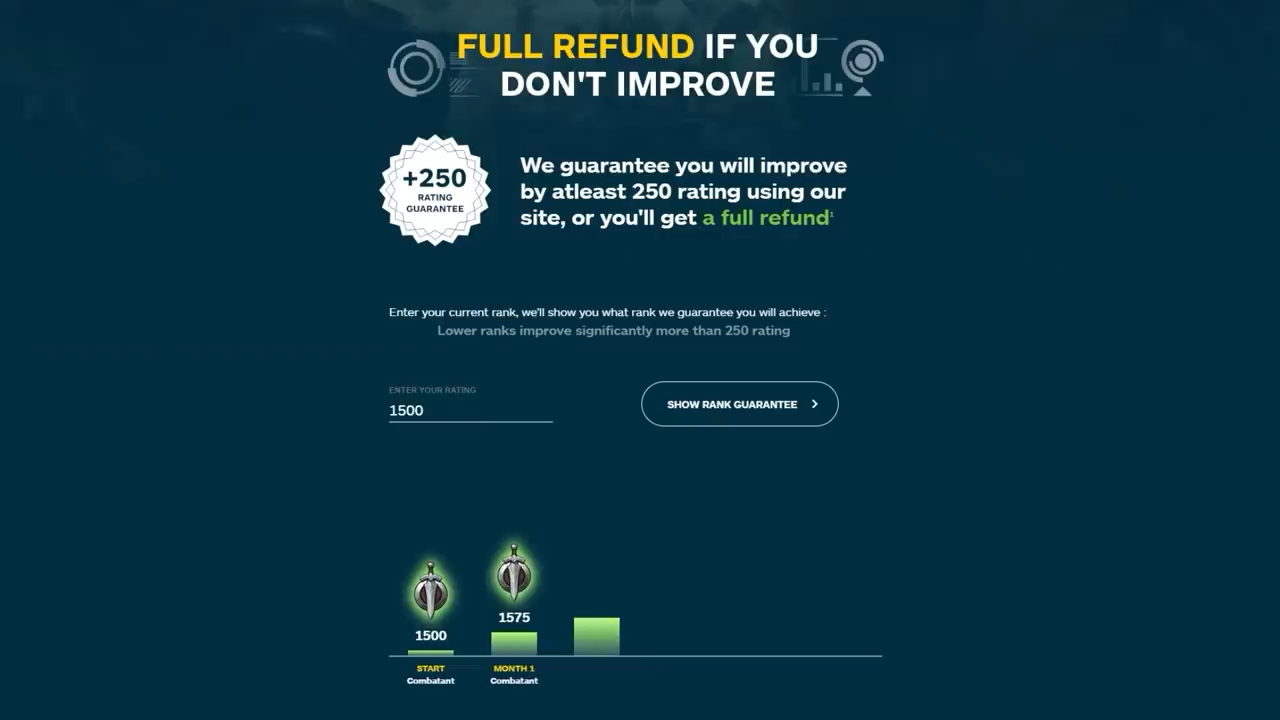 FULL REFUND IF YOU
DON'T IMPROVE
+250
RATING
GUARANTEE
We guarantee you will improve
by atleast 250 rating using our
site, or you'll get a full refund¹
Enter your current rank, we'll show you what rank we guarantee you will achieve :
Lower ranks improve significantly more than 250 rating
ENTER YOUR RATING
1500
SHOW RANK GUARANTEE
1500
1575
START
MONTH 1
Combatant
Combatant